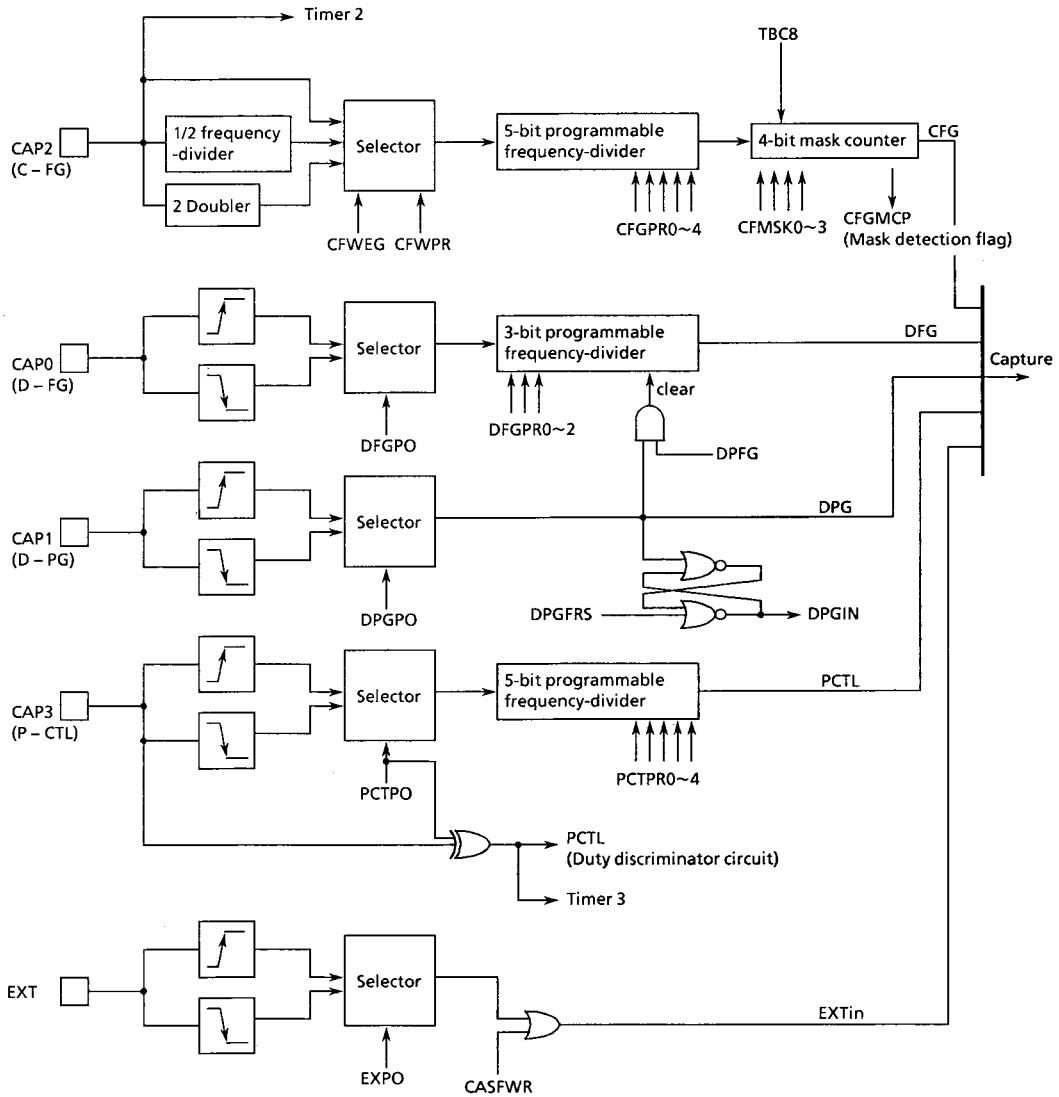 Timer 2
TBC8
CAP2
(C – FG)
1/2 frequency
-divider
2 Doubler
Selector
CFWEG
CFWPR
5-bit programmable
frequency-divider
CFGPR0~4
4-bit mask counter
CFMSK0~3
CFG
CFGMCP
(Mask detection flag)
CAP0
(D – FG)
Selector
DFGPO
3-bit programmable
frequency-divider
DFGPR0~2
clear
DPFG
DFG
Capture
CAP1
(D – PG)
Selector
DPGPO
DPG
DPGFRS
DPGIN
CAP3
(P – CTL)
Selector
PCTPO
5-bit programmable
frequency-divider
PCTPR0~4
PCTL
PCTL
(Duty discriminator circuit)
Timer 3
EXT
Selector
EXPO
CASFWR
EXTin